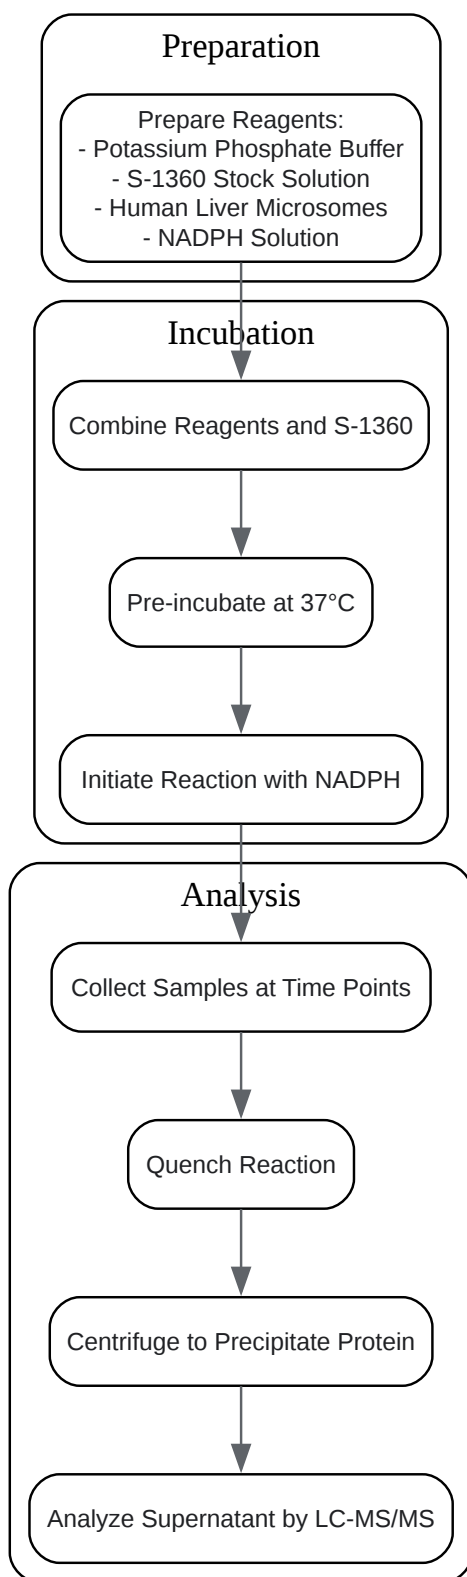 Preparation
Prepare Reagents:
- Potassium Phosphate Buffer
- S-1360 Stock Solution
- Human Liver Microsomes
- NADPH Solution
Incubation
Combine Reagents and S-1360
Pre-incubate at 37°C
Initiate Reaction with NADPH
Analysis
Collect Samples at Time Points
Quench Reaction
Centrifuge to Precipitate Protein
Analyze Supernatant by LC-MS/MS